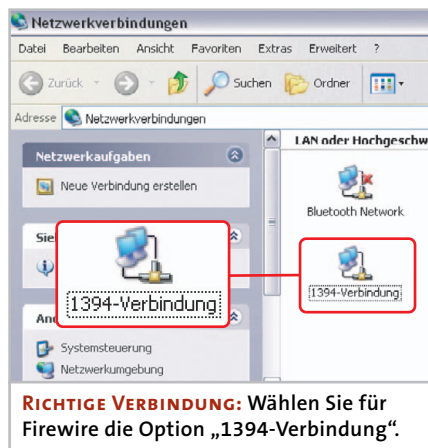 Netzwerkverbindungen
Datei Bearbeiten Ansicht Favoriten Extras Erweitert ?
Zurück Suchen Ordner
Adresse Netzwerkverbindungen
Netzwerkaufgaben
Neue Verbindung erstellen
Sie
1394-Verbindung
An
Systemsteuerung
Netzwerkumgebung
LAN oder Hochgeschw
Bluetooth Network
1394-Verbindung
RICHTIGE VERBINDUNG: Wählen Sie für
Firewire die Option „1394-Verbindung“.